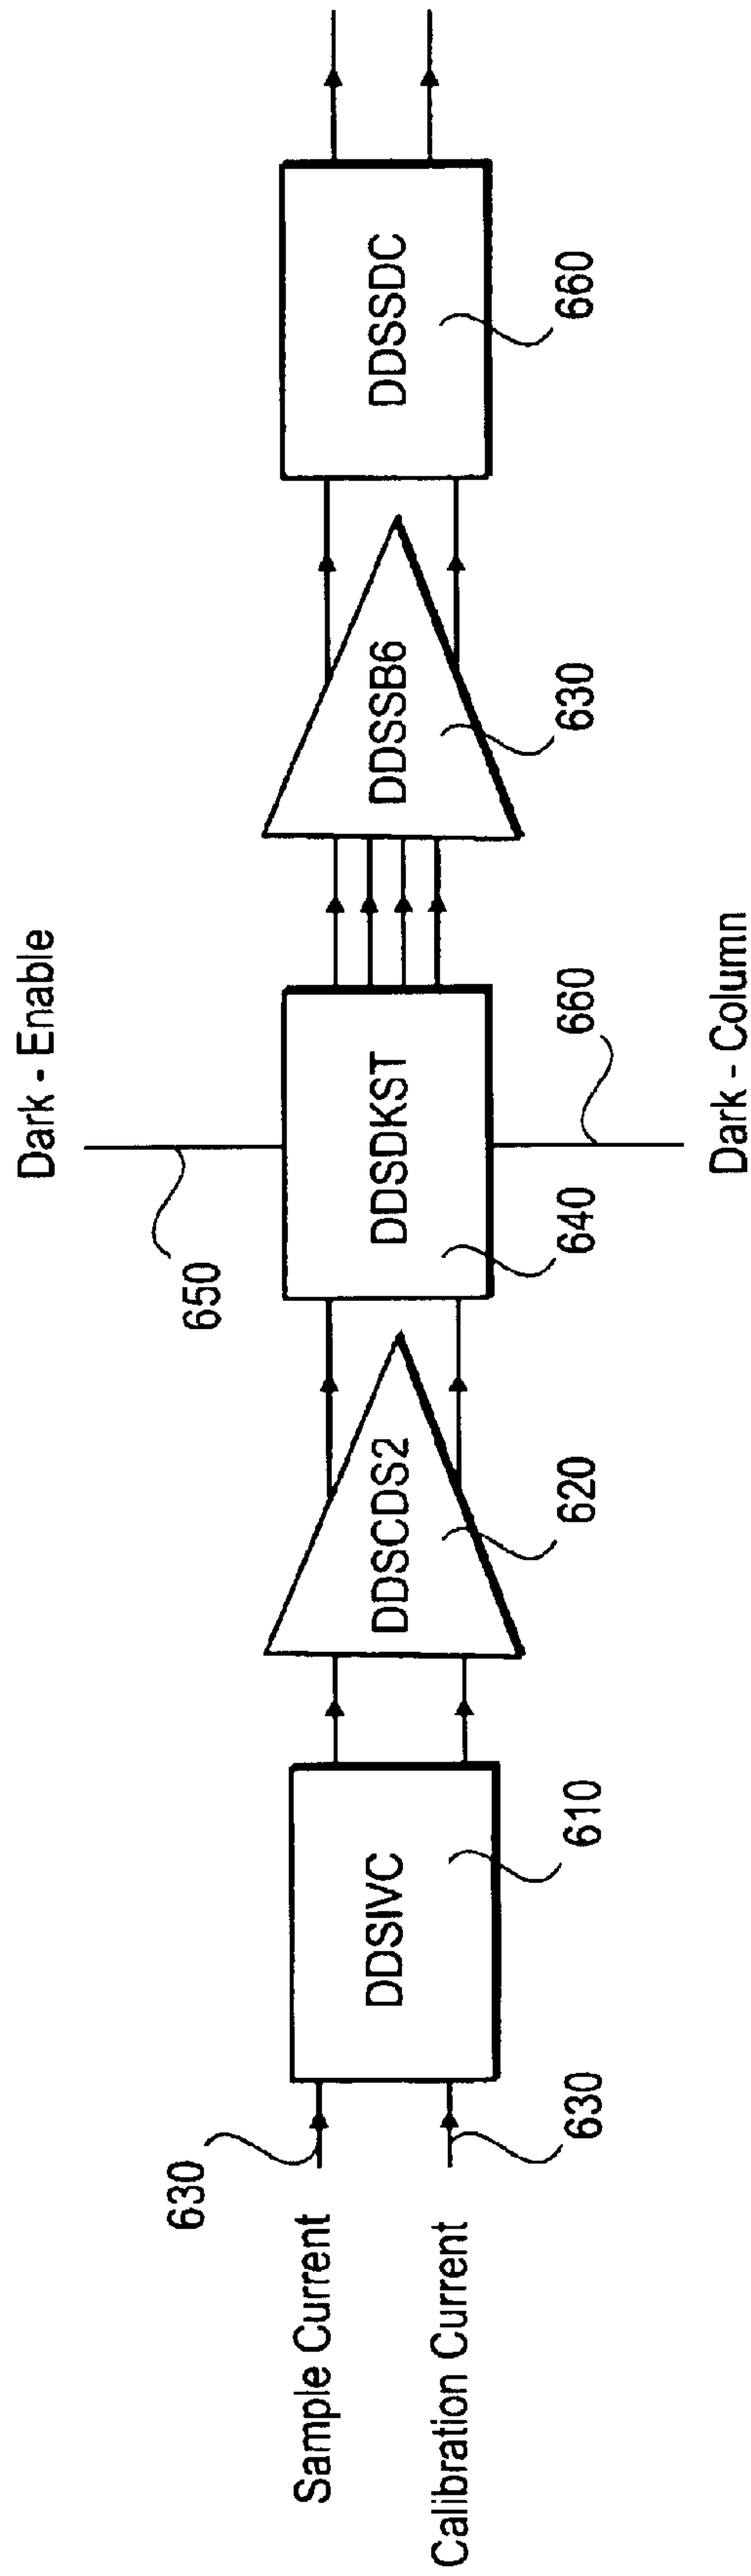 Sample Current
630
Calibration Current
630
DDSIVC
610
DDSCDS2
620
Dark - Enable
650
DDSDKST
640
660
Dark - Column
DDSSB6
630
DDSSDC
660